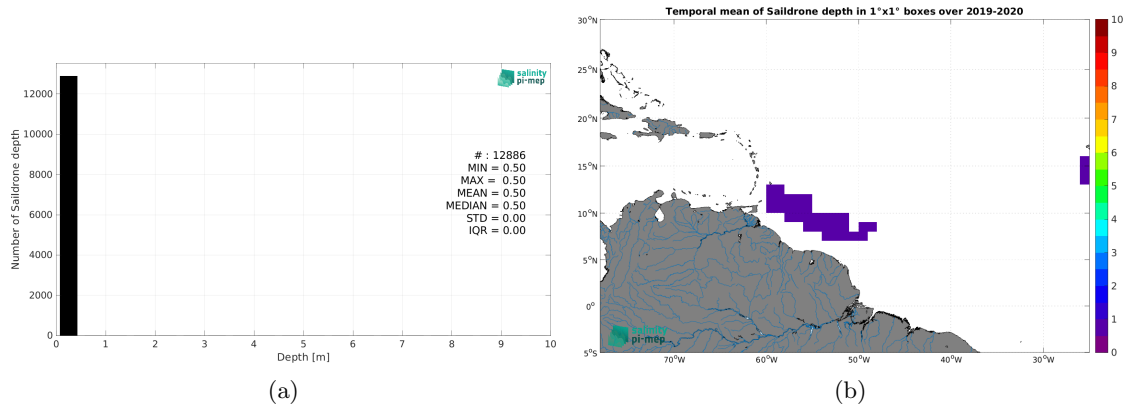 salinity
pi-mep
12000
10000
8000
6000
4000
2000
0
Number of Saildrone depth
# : 12886
MIN = 0.50
MAX = 0.50
MEAN = 0.50
MEDIAN = 0.50
STD = 0.00
IQR = 0.00
0 1 2 3 4 5 6 7 8 9 10
Depth [m]
(a)
Temporal mean of Saildrone depth in 1°x1° boxes over 2019-2020
30°N
25°N
20°N
15°N
10°N
5°N
0°
5°S
70°W 60°W 50°W 40°W 30°W
salinity
pi-mep
10
9
8
7
6
5
4
3
2
1
0
(b)